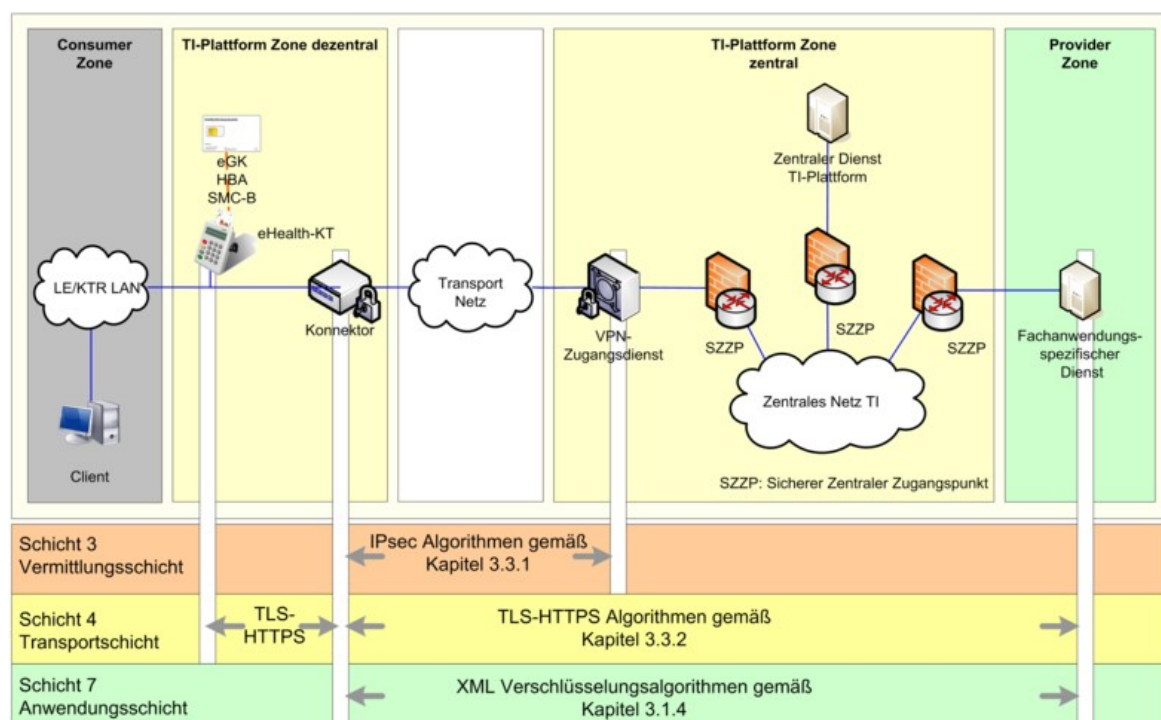 Consumer
Zone
TI-Plattform Zone dezentral
TI-Plattform Zone
zentral
Provider
Zone
eGK
HBA
SMC-B
eHealth-KT
LE/KTR LAN
Konnektor
Transport
Netz
VPN-
Zugangsdienst
Zentraler Dienst
TI-Plattform
SZZP
SZZP
SZZP
Fachanwendungs-
spezifischer
Dienst
Zentrales Netz TI
Client
SZZP: Sicherer Zentraler Zugangspunkt
Schicht 3
Vermittlungsschicht
IPsec Algorithmen gemäß
Kapitel 3.3.1
Schicht 4
Transportschicht
TLS-
HTTPS
TLS-HTTPS Algorithmen gemäß
Kapitel 3.3.2
Schicht 7
Anwendungsschicht
XML Verschlüsselungsalgorithmen gemäß
Kapitel 3.1.4